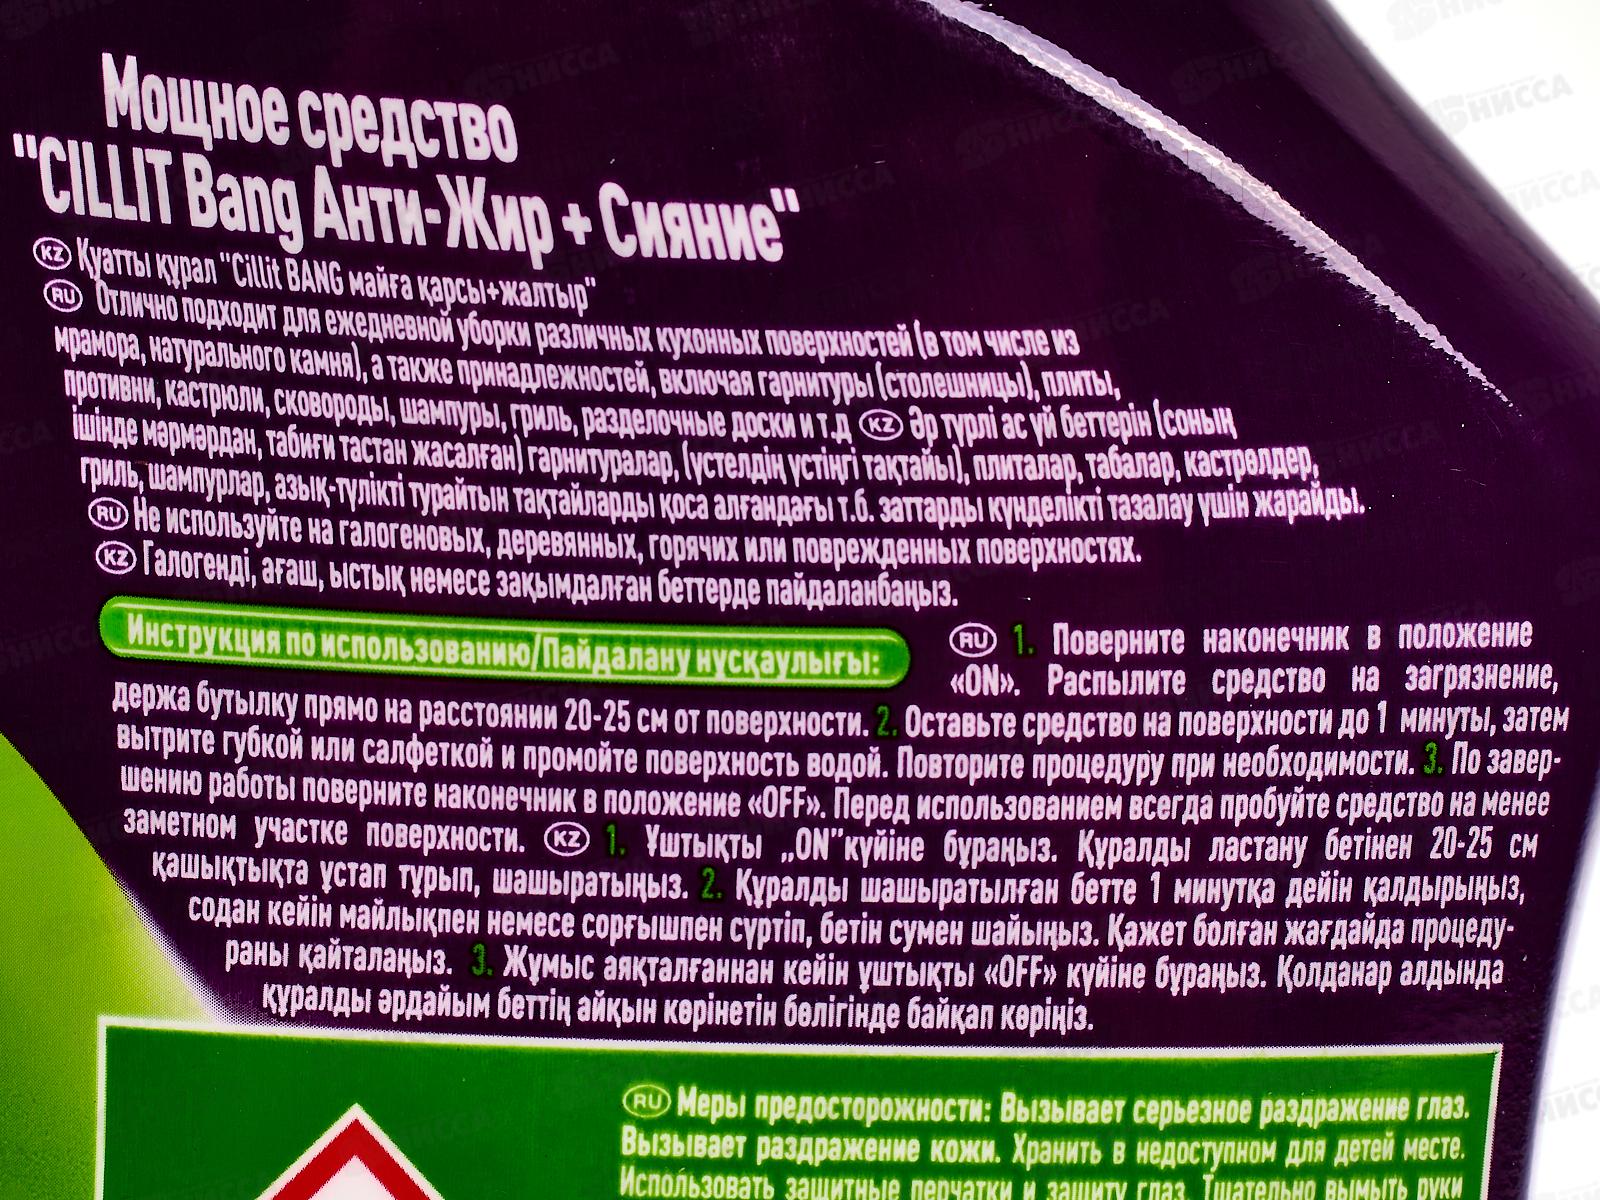 Мощное средство
"CILLIT Bang Анти-Жир + Сияние"
KZ Қуатты құрал "Cillit BANG майға қарсы+жалтыр"
RU Отлично подходит для ежедневной уборки различных кухонных поверхностей (в том числе из
мрамора, натурального камня), а также принадлежностей, включая гарнитуры (столешницы), плиты,
противни, кастрюли, сковороды, шампуры, гриль, разделочные доски и т.д KZ Әр түрлі ас үй беттерін (соның
ішінде мәрмәрдан, табиғи тастан жасалған) гарнитуралар, (үстелдің үстіңгі тақтайы), плиталар, табалар, кастрөлдер,
гриль, шампурлар, азық-түлікті турайтын тақтайларды қоса алғандағы т.б. заттарды күнделікті тазалау үшін жарайды.
RU Не используйте на галогеновых, деревянных, горячих или поврежденных поверхностях.
KZ Галогенді, ағаш, ыстық немесе зақымдалған беттерде пайдаланбаңыз.
Инструкция по использованию/Пайдалану нұсқаулығы:
RU 1. Поверните наконечник в положение
«ON». Распылите средство на загрязнение,
держа бутылку прямо на расстоянии 20-25 см от поверхности. 2. Оставьте средство на поверхности до 1 минуты, затем
вытрите губкой или салфеткой и промойте поверхность водой. Повторите процедуру при необходимости. 3. По завер-
шению работы поверните наконечник в положение «OFF». Перед использованием всегда пробуйте средство на менее
заметном участке поверхности. KZ 1. Ұштықты „ON"күйіне бұраңыз. Құралды ластану бетінен 20-25 см
қашықтықта ұстап тұрып, шашыратыңыз. 2. Құралды шашыратылған бетте 1 минутқа дейін қалдырыңыз,
содан кейін майлықпен немесе сорғышпен сүртіп, бетін сумен шайыңыз. Қажет болған жағдайда процеду-
раны қайталаңыз. 3. Жұмыс аяқталғаннан кейін ұштықты «OFF» күйіне бұраңыз. Қолданар алдында
құралды әрдайым беттің айқын көрінетін бөлігінде байқап көріңіз.
RU Меры предосторожности: Вызывает серьезное раздражение глаз.
Вызывает раздражение кожи. Хранить в недоступном для детей месте.
Использовать защитные перчатки и защиту глаз. Тщательно вымыть руки